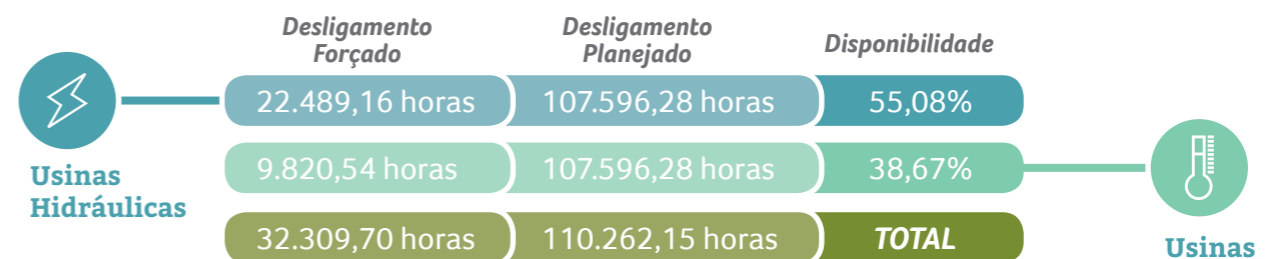 Desligamento
Forçado
Desligamento
Planejado
Disponibilidade
22.489,16 horas
107.596,28 horas
55,08%
Usinas
Hidráulicas
9.820,54 horas
107.596,28 horas
38,67%
32.309,70 horas
110.262,15 horas
TOTAL
Usinas